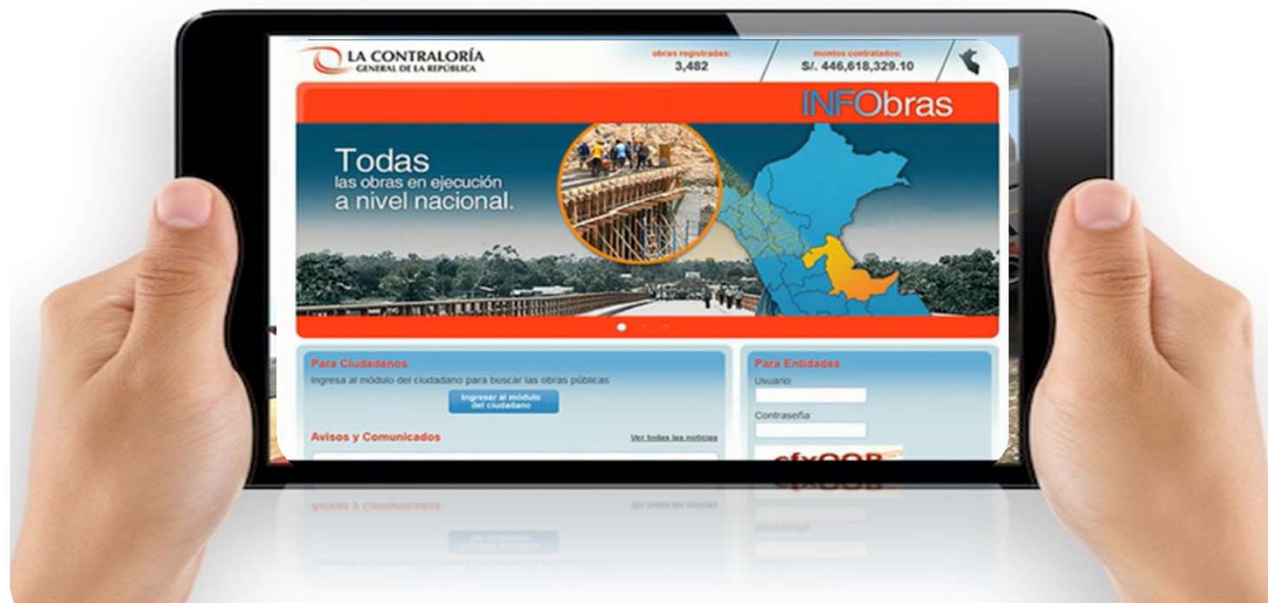 LA CONTRALORÍA
GENERAL DE LA REPÚBLICA
obras registradas:
3,482
montos contratados:
S/. 446,618,329.10
INFObras
Todas
las obras en ejecución
a nivel nacional.
Para Ciudadanos
Ingresa al módulo del ciudadano para buscar las obras públicas
Ingresar al módulo
del ciudadano
Avisos y Comunicados
Ver todas las noticias
Para Entidades
Usuario:
Contraseña